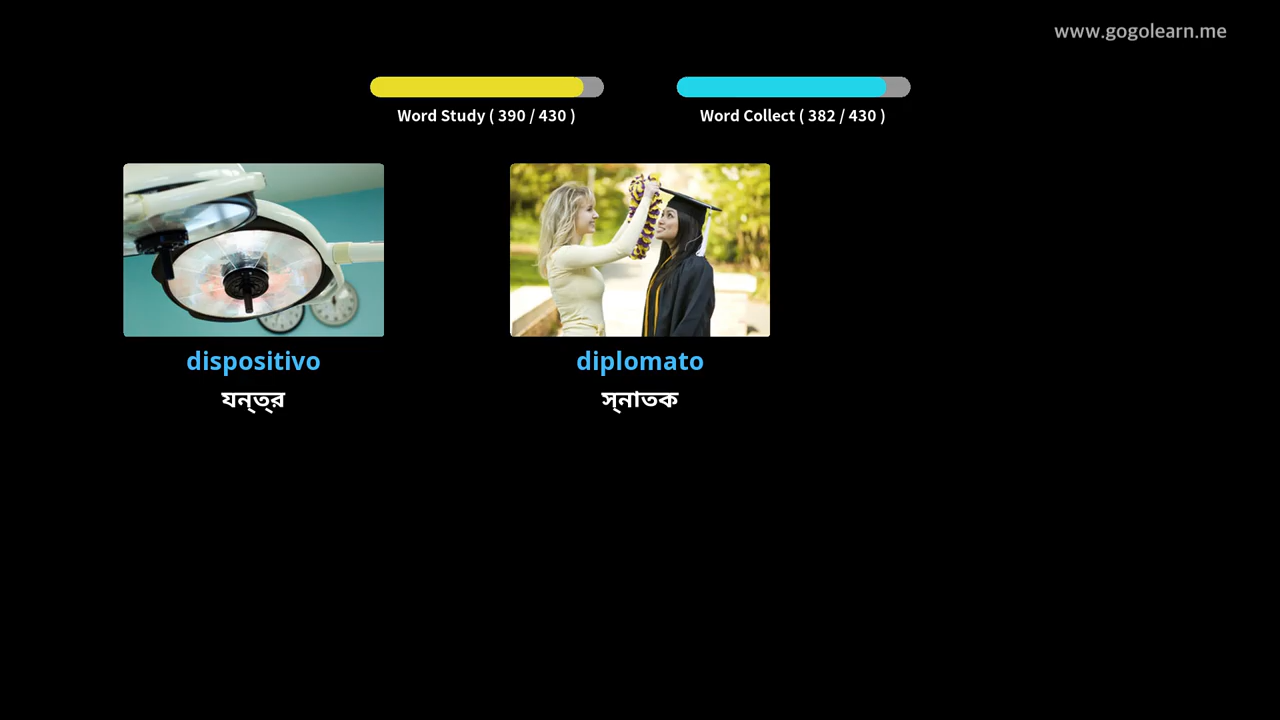 www.gogolearn.me
Word Study ( 390 / 430 )
Word Collect ( 382 / 430 )
dispositivo
diplomato
যন্ত্র
স্নাতক